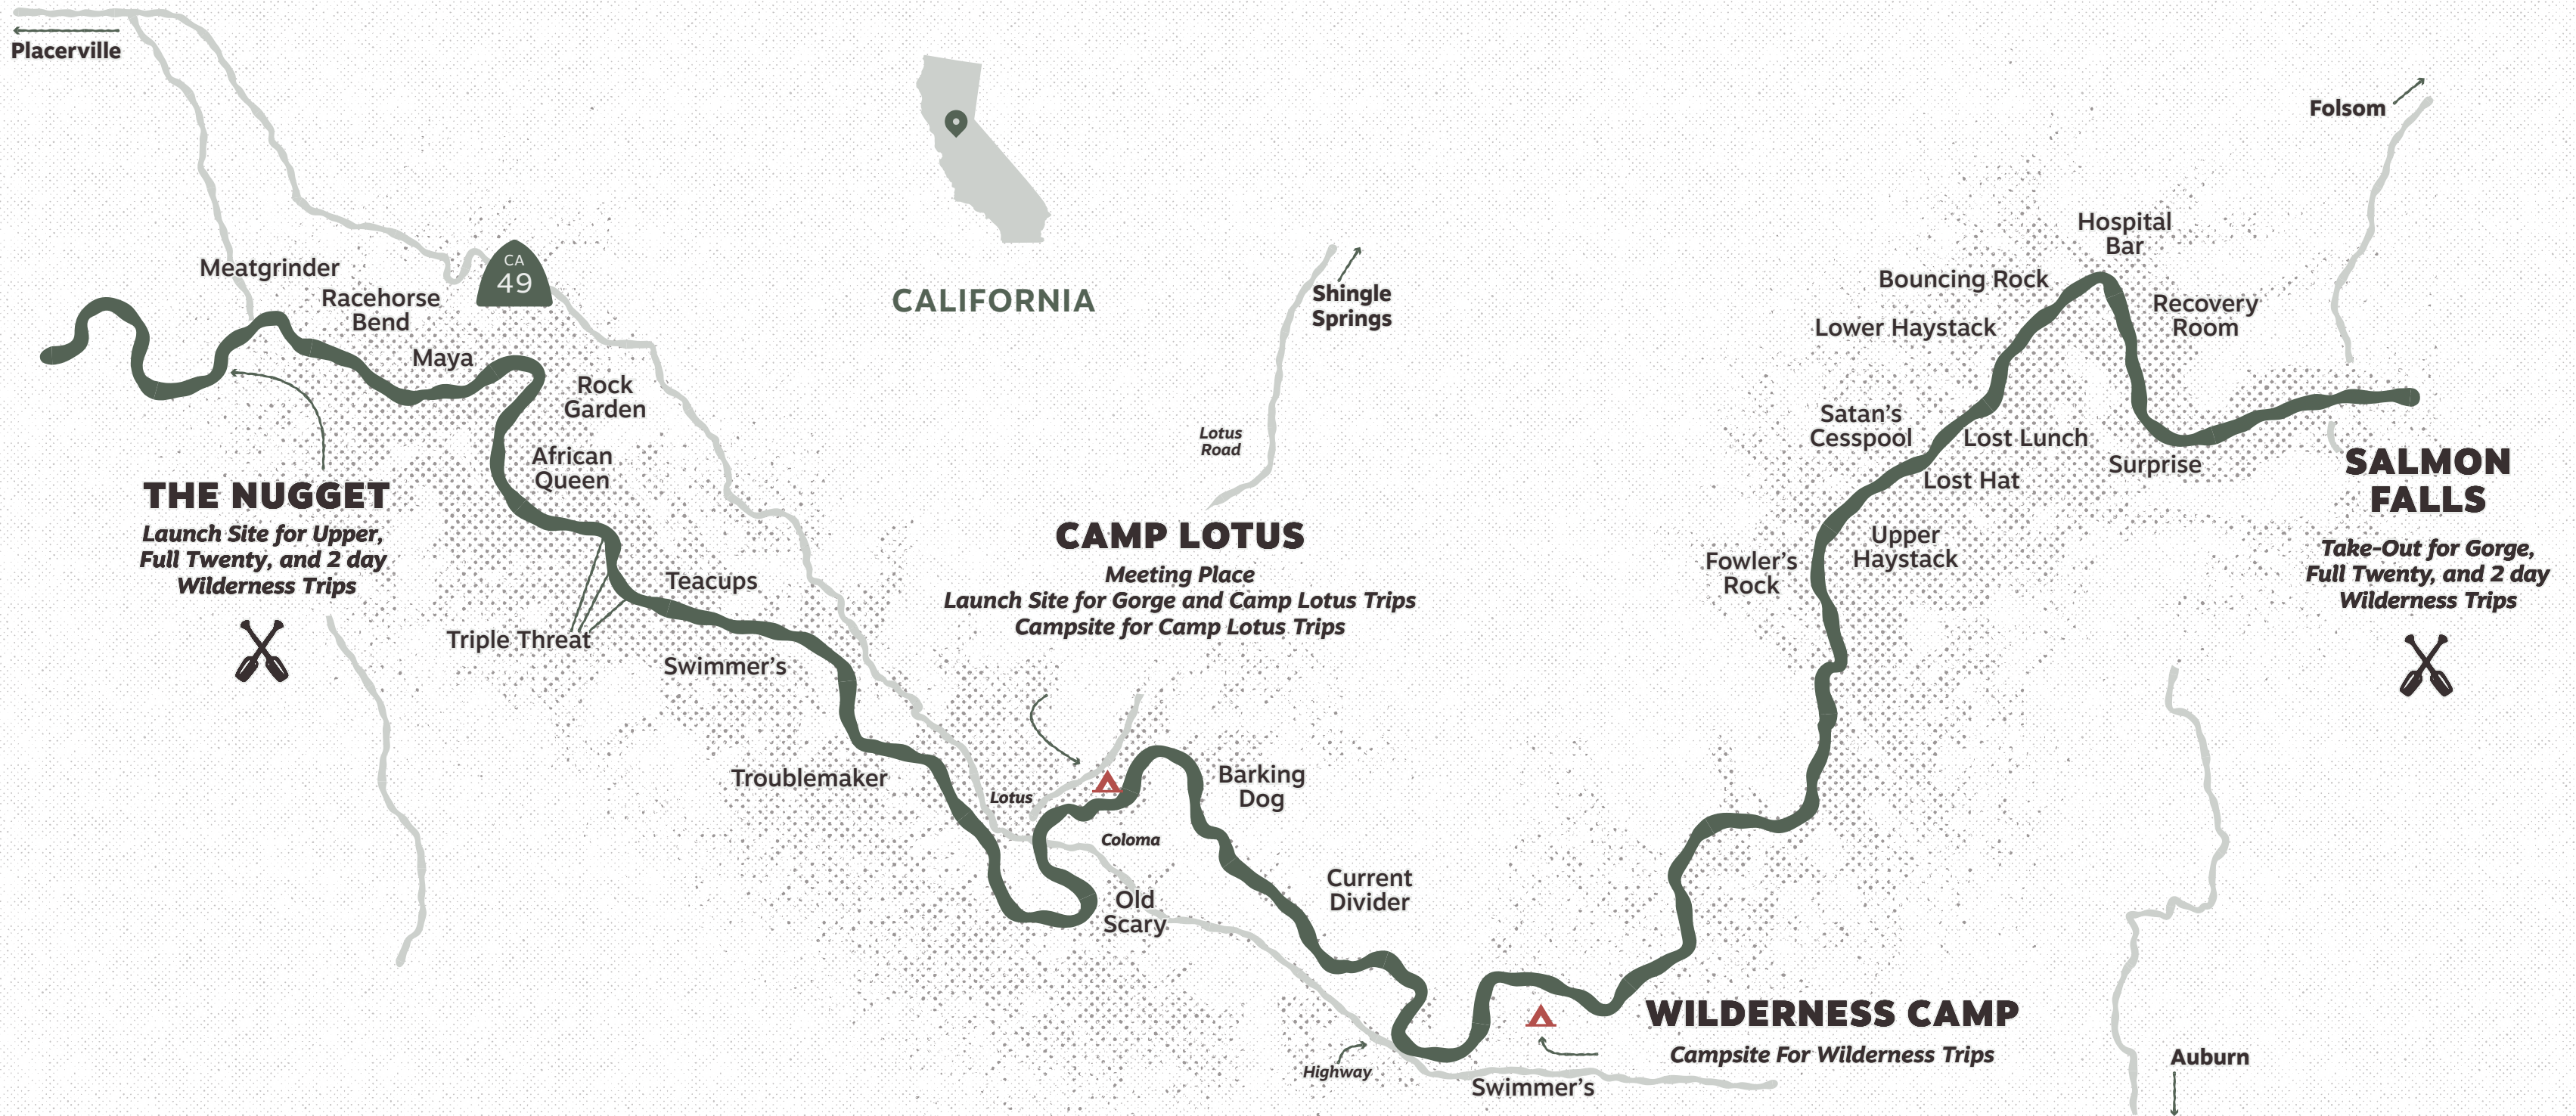 Placerville
Folsom
Hospital
Bar
CA
49
Meatgrinder
Racehorse
Bend
Maya
CALIFORNIA
Shingle
Springs
Bouncing Rock
Lower Haystack
Recovery
Room
Rock
Garden
African
Queen
Lotus
Road
Satan's
Cesspool
Lost Lunch
Lost Hat
Surprise
SALMON
FALLS
Take-Out for Gorge,
Full Twenty, and 2 day
Wilderness Trips
THE NUGGET
Launch Site for Upper,
Full Twenty, and 2 day
Wilderness Trips
CAMP LOTUS
Meeting Place
Launch Site for Gorge and Camp Lotus Trips
Campsite for Camp Lotus Trips
Upper
Haystack
Fowler's
Rock
Teacups
Triple Threat
Swimmer's
Troublemaker
Lotus
Coloma
Barking
Dog
Old
Scary
Current
Divider
WILDERNESS CAMP
Campsite For Wilderness Trips
Highway
Swimmer's
Auburn